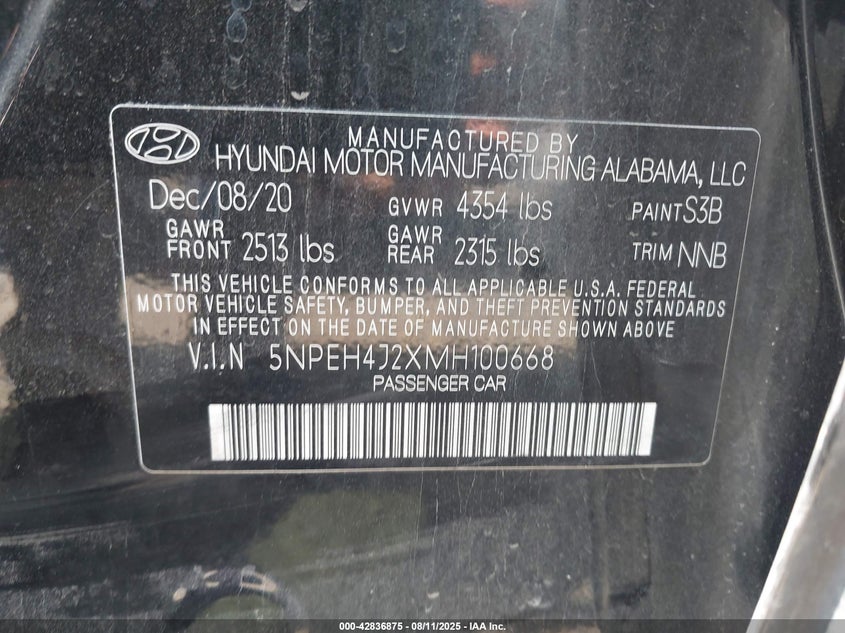 MANUFACTURED BY
HYUNDAI MOTOR MANUFACTURING ALABAMA, LLC
Dec/08/20 GVWR 4354 lbs PAINT S3B
GAWR FRONT 2513 lbs GAWR REAR 2315 lbs TRIM NNB
THIS VEHICLE CONFORMS TO ALL APPLICABLE U.S.A. FEDERAL
MOTOR VEHICLE SAFETY, BUMPER, AND THEFT PREVENTION STANDARDS
IN EFFECT ON THE DATE OF MANUFACTURE SHOWN ABOVE
V.I.N 5NPEH4J2XMH100668
PASSENGER CAR
000-42836875 - 08/11/2025 - IAA Inc.